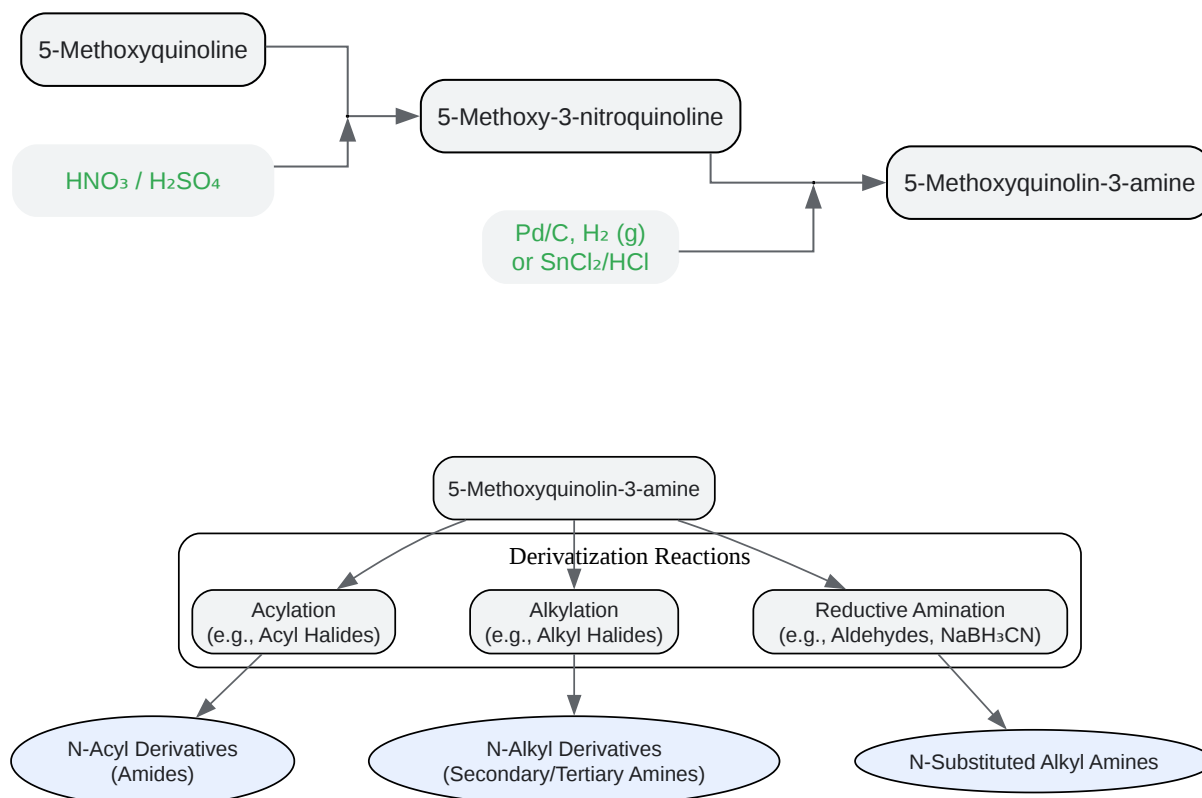 5-Methoxyquinoline
5-Methoxy-3-nitroquinoline
HNO₃ / H₂SO₄
5-Methoxyquinolin-3-amine
Pd/C, H₂ (g)
or SnCl₂/HCl
5-Methoxyquinolin-3-amine
Derivatization Reactions
Acylation
(e.g., Acyl Halides)
Alkylation
(e.g., Alkyl Halides)
Reductive Amination
(e.g., Aldehydes, NaBH₃CN)
N-Acyl Derivatives
(Amides)
N-Alkyl Derivatives
(Secondary/Tertiary Amines)
N-Substituted Alkyl Amines